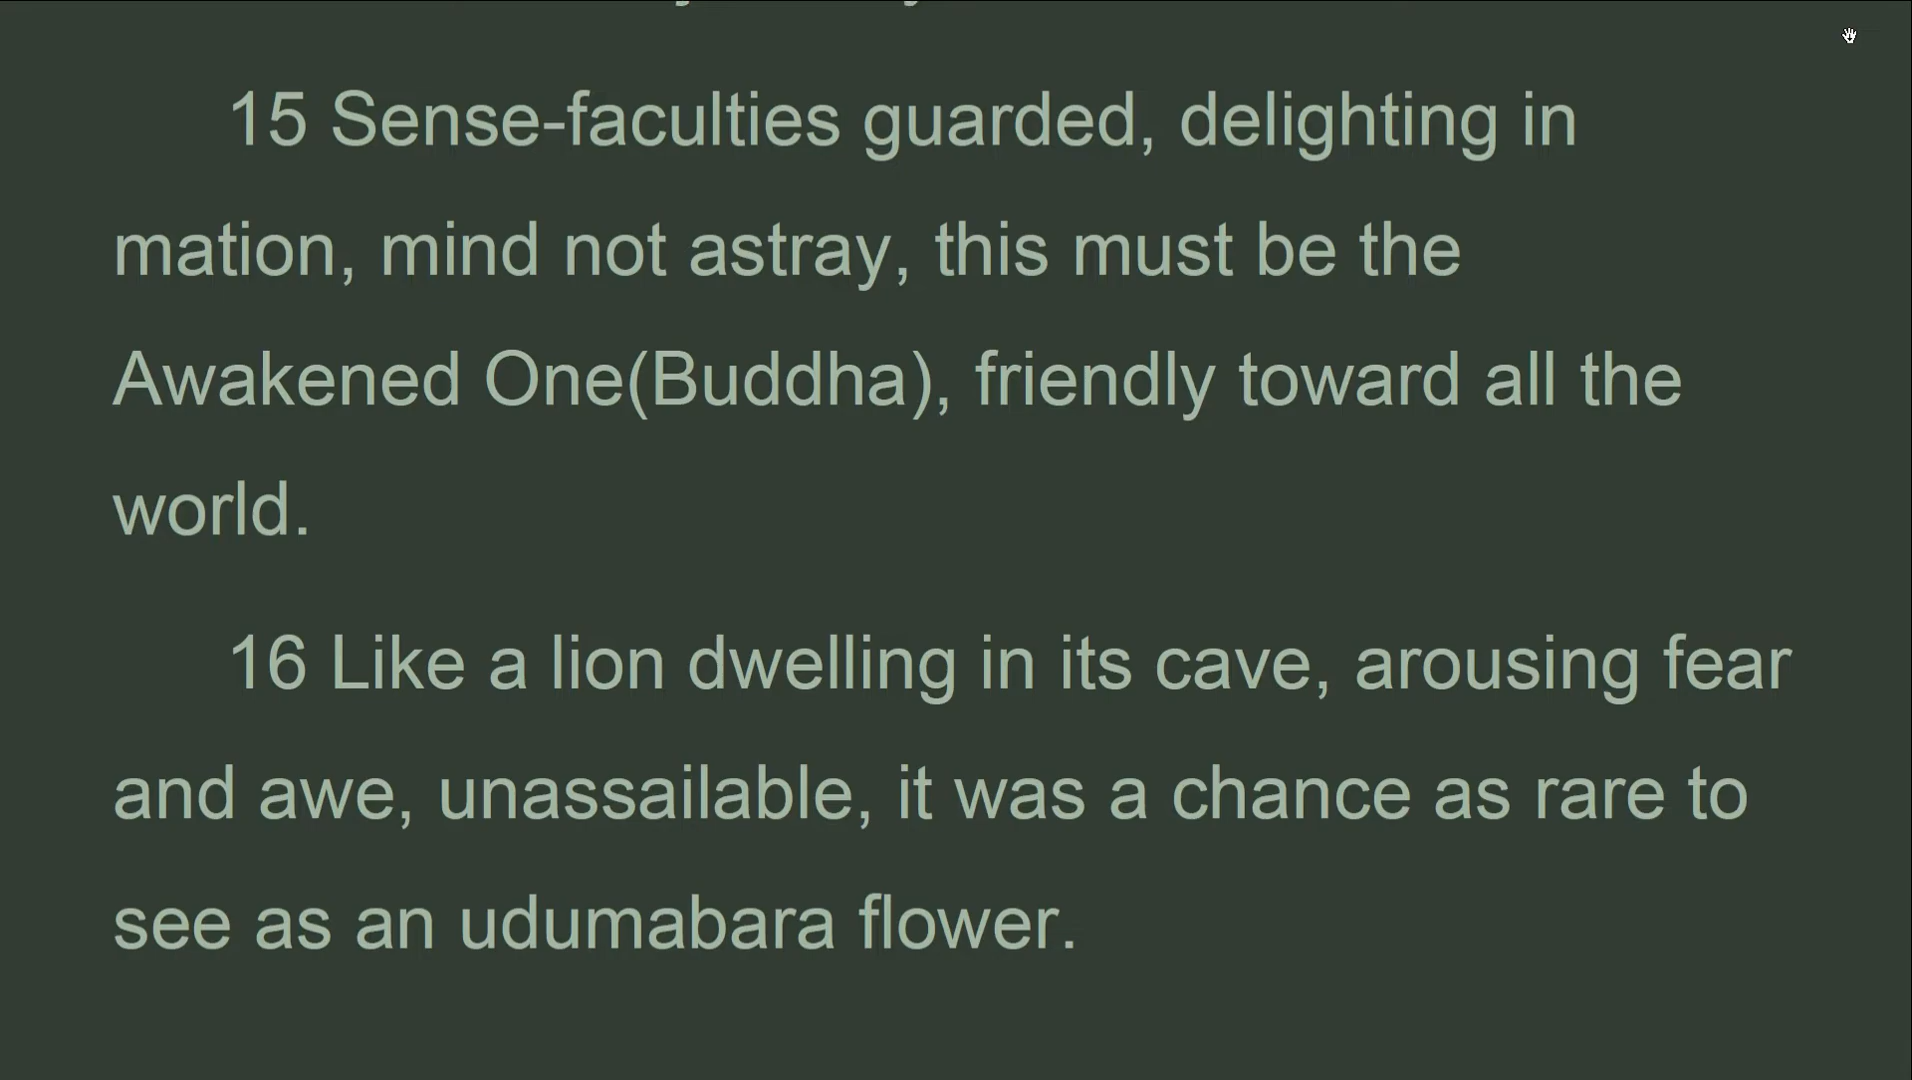 15 Sense-faculties guarded, delighting in
mation, mind not astray, this must be the
Awakened One(Buddha), friendly toward all the
world.
16 Like a lion dwelling in its cave, arousing fear
and awe, unassailable, it was a chance as rare to
see as an udumabara flower.